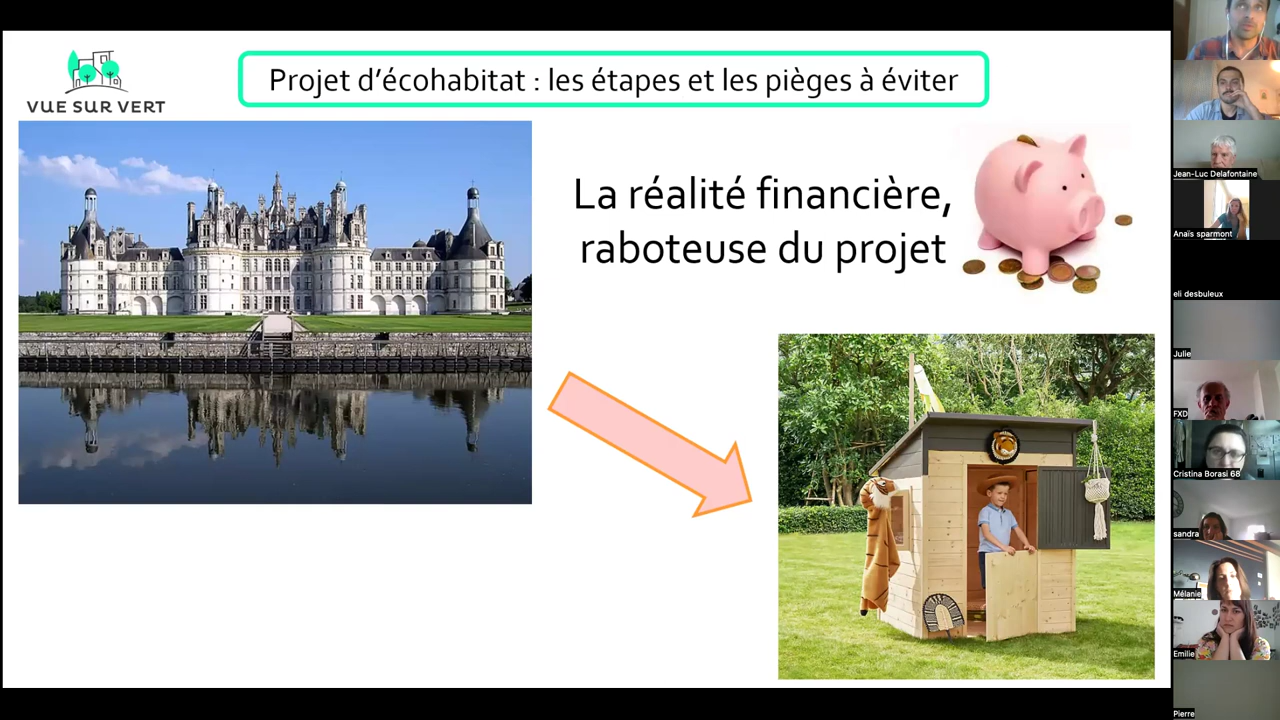 VUE SUR VERT
Projet d'écohabitat : les étapes et les pièges à éviter
La réalité financière,
raboteuse du projet
Jean-Luc Delafontaine
Anaïs sparmont
eli desbuleux
Julie
FXD
Cristina Borasi 68
sandra
Mélanie
Emilie
Pierre